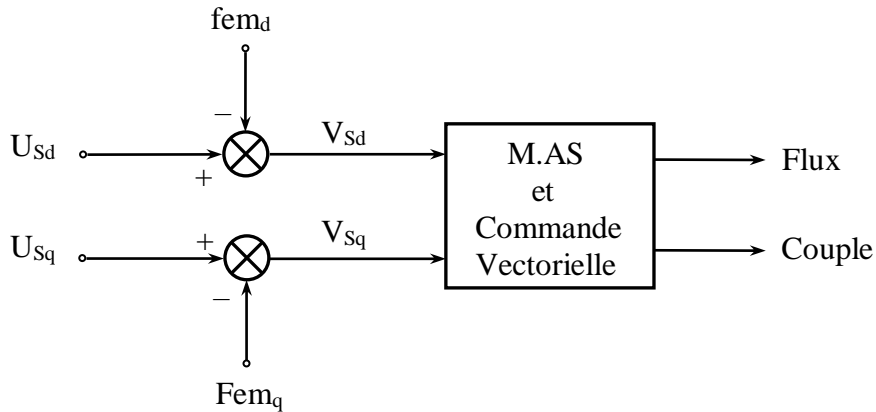 fem_d
−
U_Sd
+
V_Sd
M.AS
et
Commande
Vectorielle
Flux
U_Sq
+
V_Sq
Couple
−
Fem_q